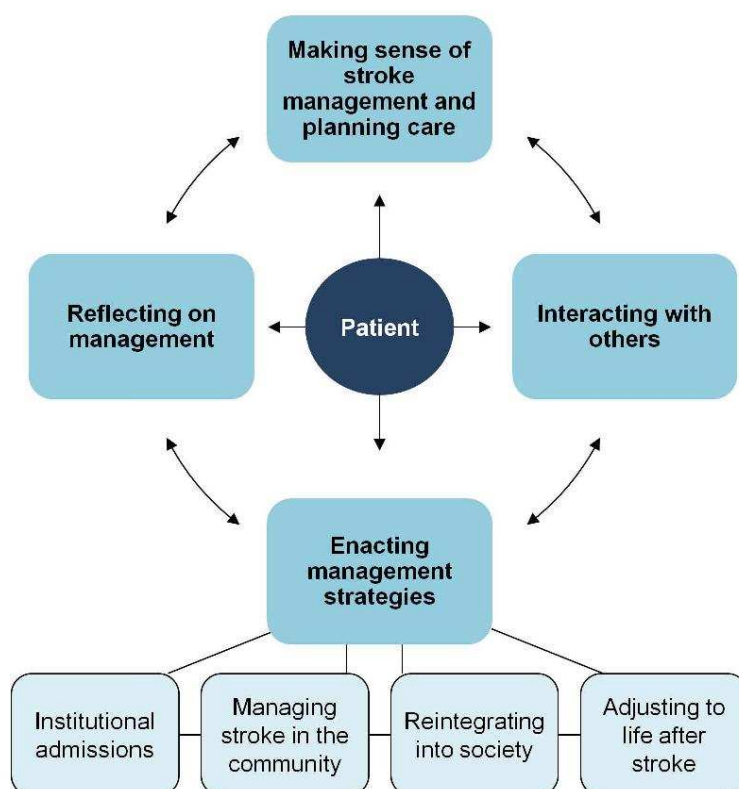 Making sense of
stroke
management and
planning care
Reflecting on
management
Patient
Interacting with
others
Enacting
management
strategies
Institutional
admissions
Managing
stroke in the
community
Reintegrating
into society
Adjusting to
life after
stroke